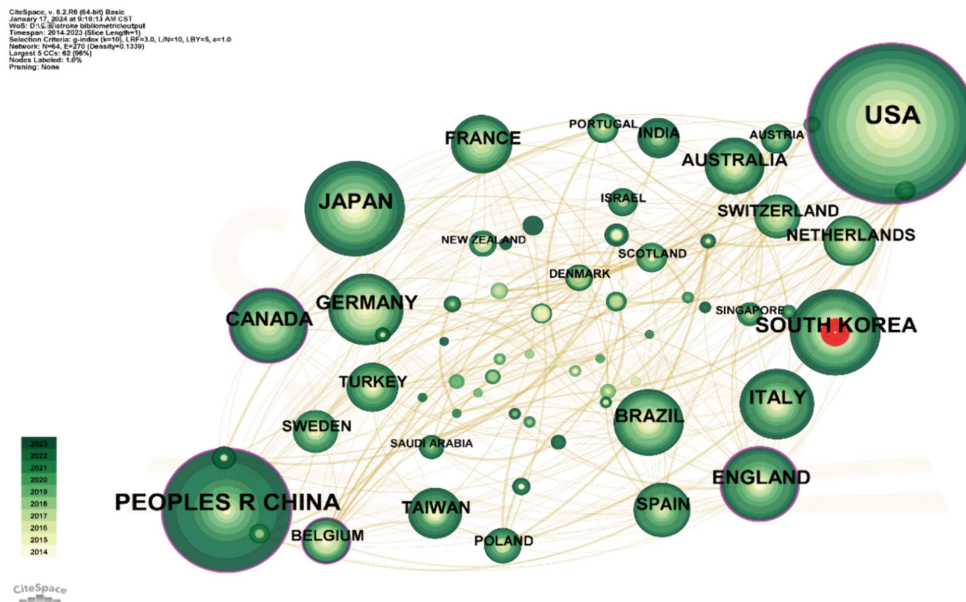 CiteSpace, v. 6.2.R6 (64-bit) Basic
January 17, 2024 at 9:18:13 AM CST
Timespan: 2014-2023 (Slice Length=1)
Selection Criteria: g-index (k=10), LRF=3.0, L/N=10, LBY=5, e=1.0
Network: N=64, E=270 (Density=0.1339)
Largest 5 CCs: 62 (96%)
Nodes Labeled: 1.0%
Pruning: None
USA
PORTUGAL
INDIA
AUSTRIA
FRANCE
AUSTRALIA
JAPAN
ISRAEL
SWITZERLAND
NETHERLANDS
NEW ZEALAND
SCOTLAND
DENMARK
GERMANY
CANADA
SINGAPORE
SOUTH KOREA
TURKEY
ITALY
BRAZIL
SWEDEN
SAUDI ARABIA
ENGLAND
PEOPLES R CHINA
TAIWAN
SPAIN
BELGIUM
POLAND
2023
2022
2021
2020
2019
2018
2017
2016
2015
2014
CiteSpace